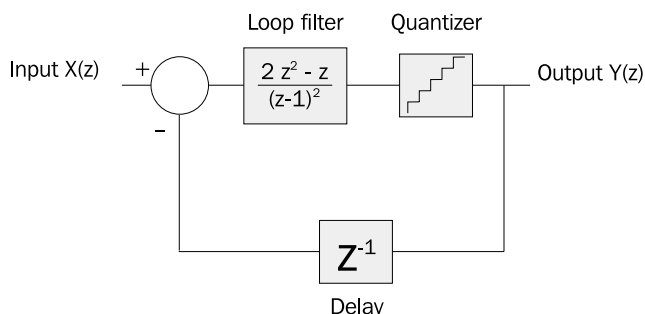 Loop filter
Quantizer
Input X(z)
+
2 z² - z
(z-1)²
Output Y(z)
–
Z⁻¹
Delay